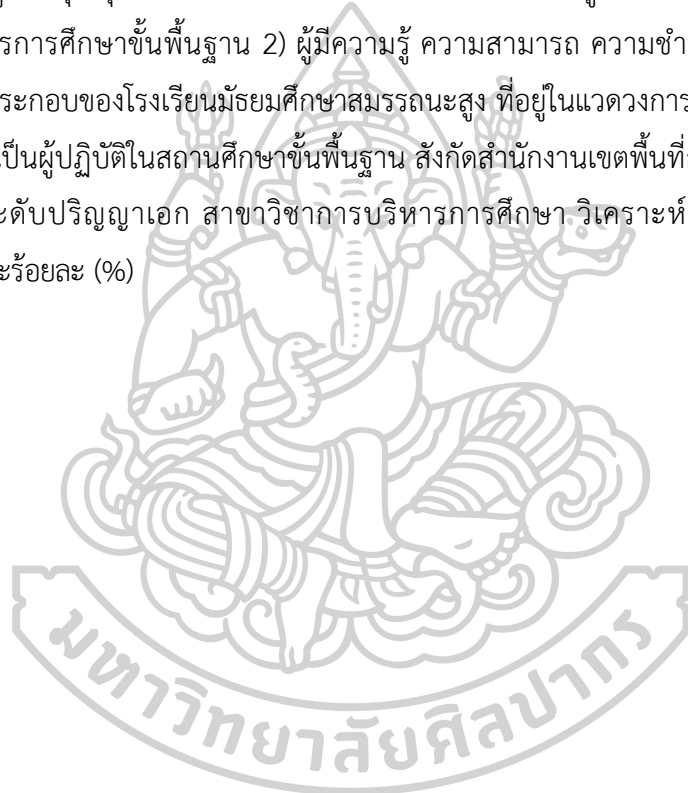 รการศึกษาขั้นพื้นฐาน 2) ผู้มีความรู้ ความสามารถ ความชำ
ระกอบของโรงเรียนมัธยมศึกษาสมรรถนะสูง ที่อยู่ในแวดวงการ
เป็นผู้ปฏิบัติในสถานศึกษาขั้นพื้นฐาน สังกัดสำนักงานเขตพื้นที่
ะดับปริญญาเอก สาขาวิชาการบริหารการศึกษา วิเคราะห์
ะร้อยละ (%)
มหาวิทยาลัยศิลปากร